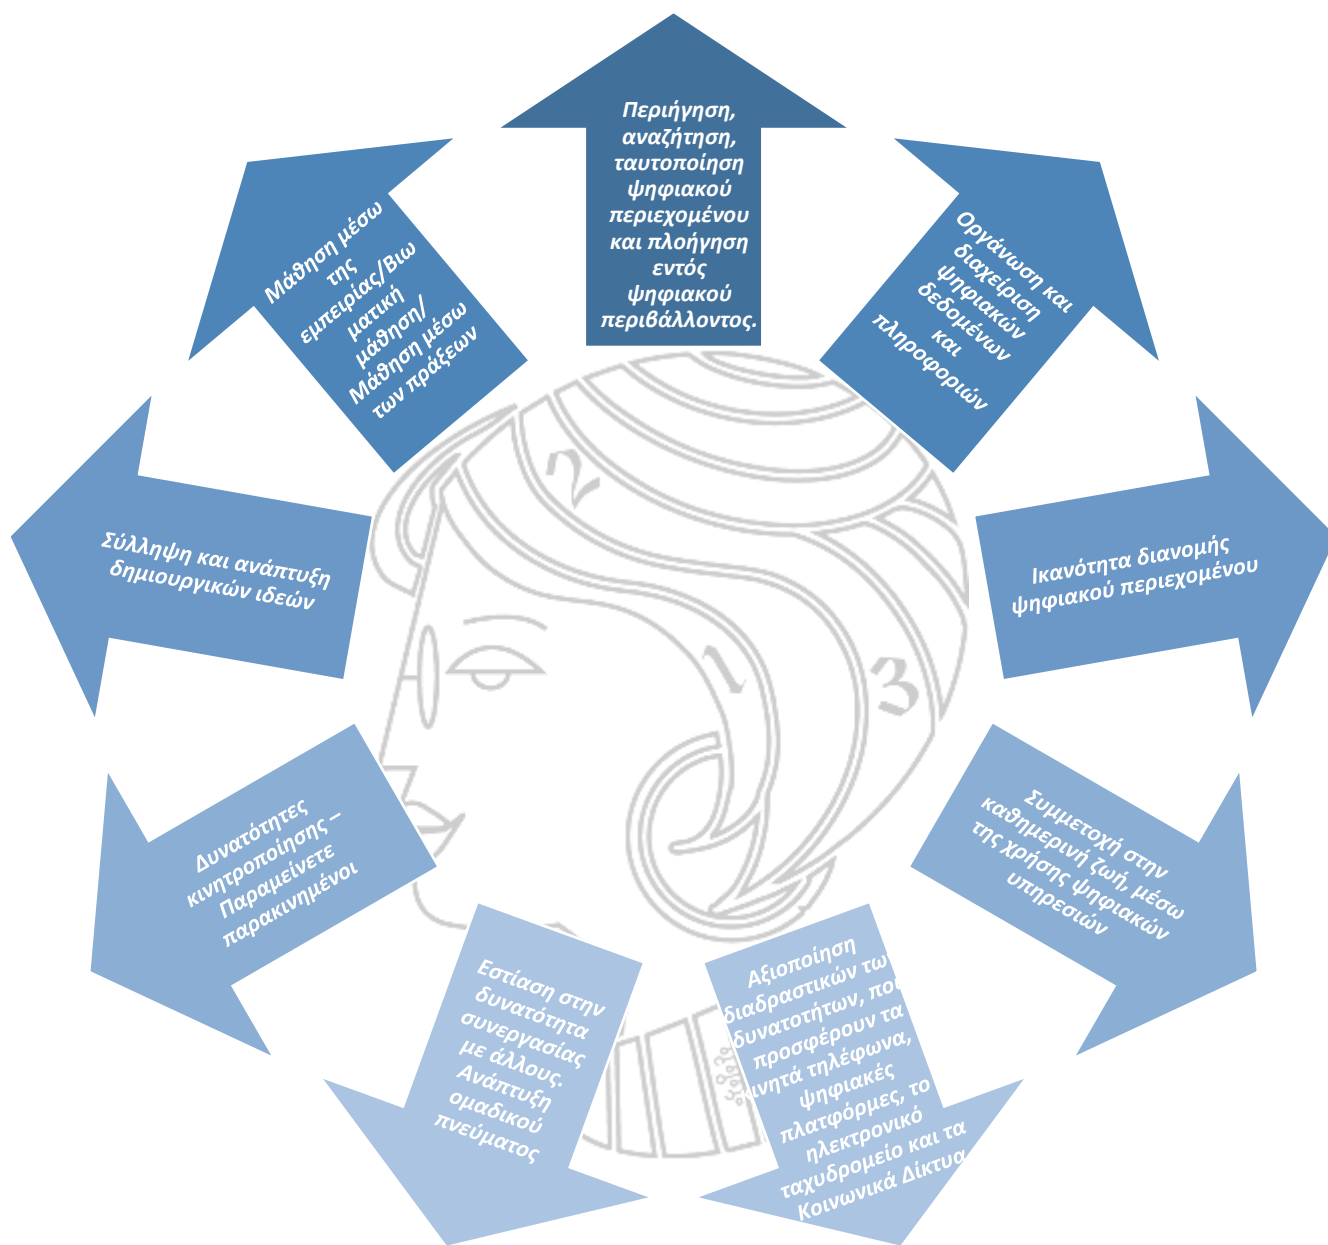 Περιήγηση,
αναζήτηση,
ταυτοποίηση
ψηφιακού
περιεχομένου
και πλοήγηση
εντός
ψηφιακού
περιβάλλοντος.
Οργάνωση και
διαχείριση
ψηφιακών
δεδομένων
και
πληροφοριών
Ικανότητα διανομής
ψηφιακού περιεχομένου
Συμμετοχή στην
καθημερινή ζωή, μέσω
της χρήσης ψηφιακών
υπηρεσιών
Αξιοποίηση
διαδραστικών των
δυνατοτήτων, που
προσφέρουν τα
κινητά τηλέφωνα,
ψηφιακές
πλατφόρμες, το
ηλεκτρονικό
ταχυδρομείο και τα
Κοινωνικά Δίκτυα
Εστίαση στην
δυνατότητα
συνεργασίας
με άλλους.
Ανάπτυξη
ομαδικού
πνεύματος
Δυνατότητες
κινητροποίησης –
Παραμείνετε
παρακινημένοι
Σύλληψη και ανάπτυξη
δημιουργικών ιδεών
Μάθηση μέσω
της
εμπειρίας/Βιω
ματική
μάθηση/
Μάθηση μέσω
των πράξεων
2
1
3